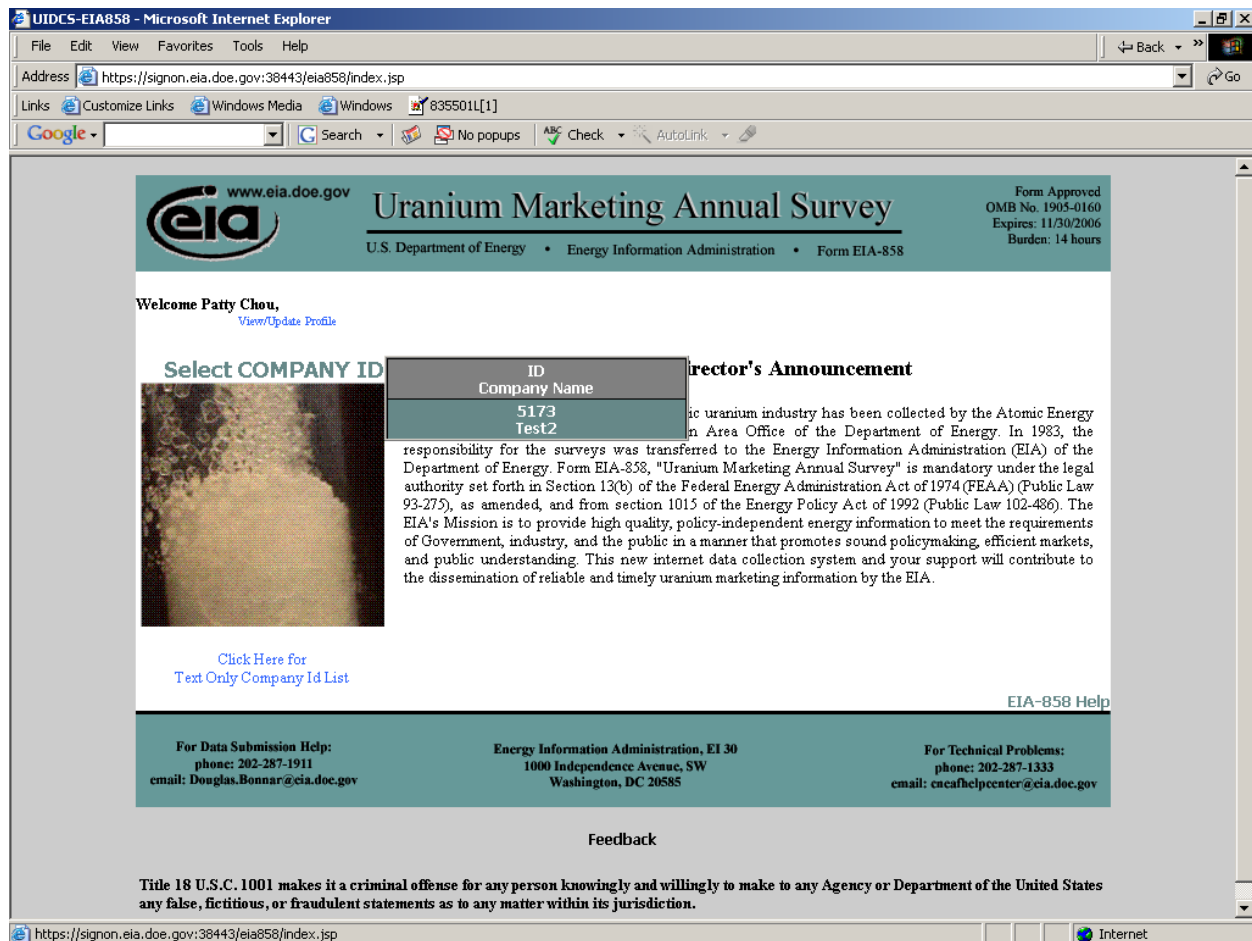 UIDCS-EIA858 - Microsoft Internet Explorer
File Edit View Favorites Tools Help
Back
Address https://signon.eia.doe.gov:38443/eia858/index.jsp
Go
Links Customize Links Windows Media Windows 835501L[1]
Google Search No popups Check AutoLink
www.eia.doe.gov
eia
Uranium Marketing Annual Survey
U.S. Department of Energy • Energy Information Administration • Form EIA-858
Form Approved
OMB No. 1905-0160
Expires: 11/30/2006
Burden: 14 hours
Welcome Patty Chou,
View/Update Profile
Select COMPANY ID
ID
Company Name
5173
Test2
irector's Announcement
ic uranium industry has been collected by the Atomic Energy
n Area Office of the Department of Energy. In 1983, the
responsibility for the surveys was transferred to the Energy Information Administration (EIA) of the
Department of Energy. Form EIA-858, "Uranium Marketing Annual Survey" is mandatory under the legal
authority set forth in Section 13(b) of the Federal Energy Administration Act of 1974 (FEAA) (Public Law
93-275), as amended, and from section 1015 of the Energy Policy Act of 1992 (Public Law 102-486). The
EIA's Mission is to provide high quality, policy-independent energy information to meet the requirements
of Government, industry, and the public in a manner that promotes sound policymaking, efficient markets,
and public understanding. This new internet data collection system and your support will contribute to
the dissemination of reliable and timely uranium marketing information by the EIA.
Click Here for
Text Only Company Id List
EIA-858 Help
For Data Submission Help:
phone: 202-287-1911
email: Douglas.Bonnar@eia.doe.gov
Energy Information Administration, EI 30
1000 Independence Avenue, SW
Washington, DC 20585
For Technical Problems:
phone: 202-287-1333
email: cneafhelpcenter@eia.doe.gov
Feedback
Title 18 U.S.C. 1001 makes it a criminal offense for any person knowingly and willingly to make to any Agency or Department of the United States
any false, fictitious, or fraudulent statements as to any matter within its jurisdiction.
https://signon.eia.doe.gov:38443/eia858/index.jsp
Internet